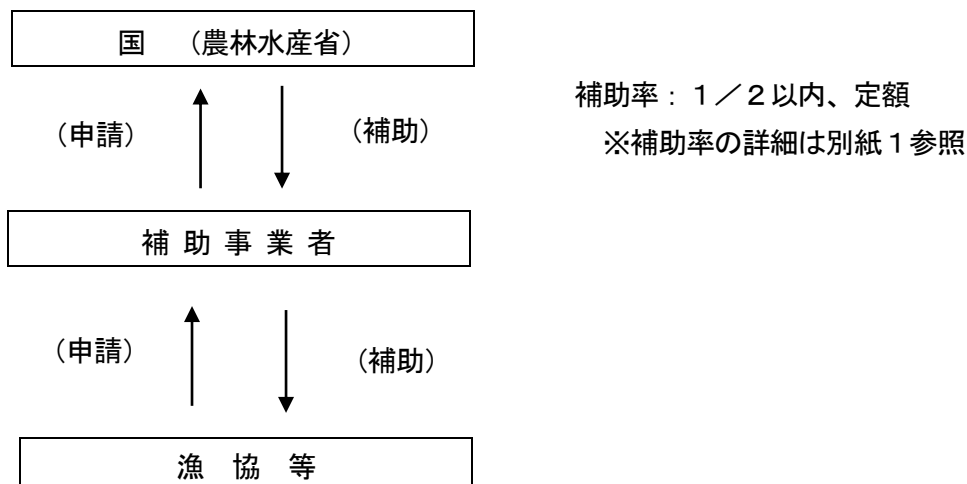 国　（農林水産省）
補助率：１／２以内、定額
（申請）
（補助）
※補助率の詳細は別紙１参照
補 助 事 業 者
（申請）
（補助）
漁　協　等